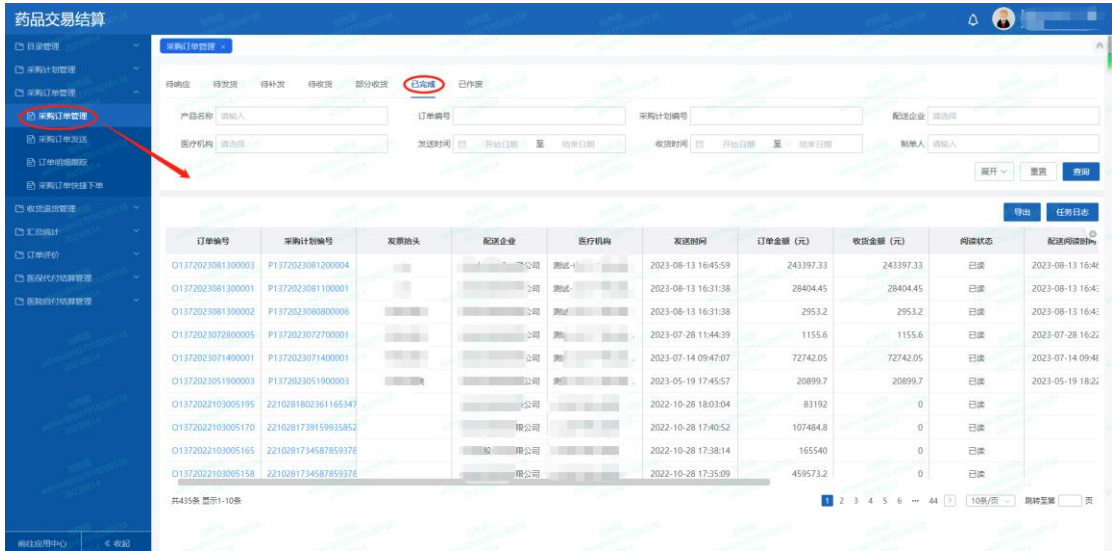 药品交易结算
目录管理
采购订单管理 ×
采购计划管理
待响应 待发货 待补发 待收货 部分收货 已完成 已作废
采购订单管理
采购订单管理
产品名称 请输入 订单编号 采购计划编号 配送企业 请选择
采购订单发送
医疗机构 请选择 发送时间 开始日期 至 结束日期 收货时间 开始日期 至 结束日期 制单人 请输入
订单明细跟踪
展开 重置 查询
采购订单快捷下单
收货退货管理
导出 任务日志
汇总统计
订单编号 采购计划编号 发票抬头 配送企业 医疗机构 发送时间 订单金额（元） 收货金额（元） 阅读状态 配送阅读时间
订单评价
医保代付结算管理
医院自付结算管理
O1372023081300003 P1372023081200004 公司 测试- 2023-08-13 16:45:59 243397.33 243397.33 已读 2023-08-13 16:46
O1372023081300001 P1372023081100001 公司 测试- 2023-08-13 16:31:38 28404.45 28404.45 已读 2023-08-13 16:43
O1372023081300002 P1372023080800006 公司 测试 2023-08-13 16:31:38 2953.2 2953.2 已读 2023-08-13 16:43
O1372023072800005 P1372023072700001 公司 测 2023-07-28 11:44:39 1155.6 1155.6 已读 2023-07-28 16:22
O1372023071400001 P1372023071400001 公司 测 2023-07-14 09:47:07 72742.05 72742.05 已读 2023-07-14 09:48
O1372023051900003 P1372023051900003 公司 2023-05-19 17:45:57 20899.7 20899.7 已读 2023-05-19 18:22
O1372022103005195 2210281802361165347 公司 2022-10-28 18:03:04 83192 0 已读
O1372022103005170 2210281739159935852 限公司 2022-10-28 17:40:52 107484.8 0 已读
O1372022103005165 2210281734587859378 股 限公司 2022-10-28 17:38:14 165540 0 已读
O1372022103005158 2210281734587859376 限公司 2022-10-28 17:35:09 459573.2 0 已读
共435条 显示1-10条 1 2 3 4 5 6 ··· 44 > 10条/页 跳转至第 页
前往应用中心 《 收起